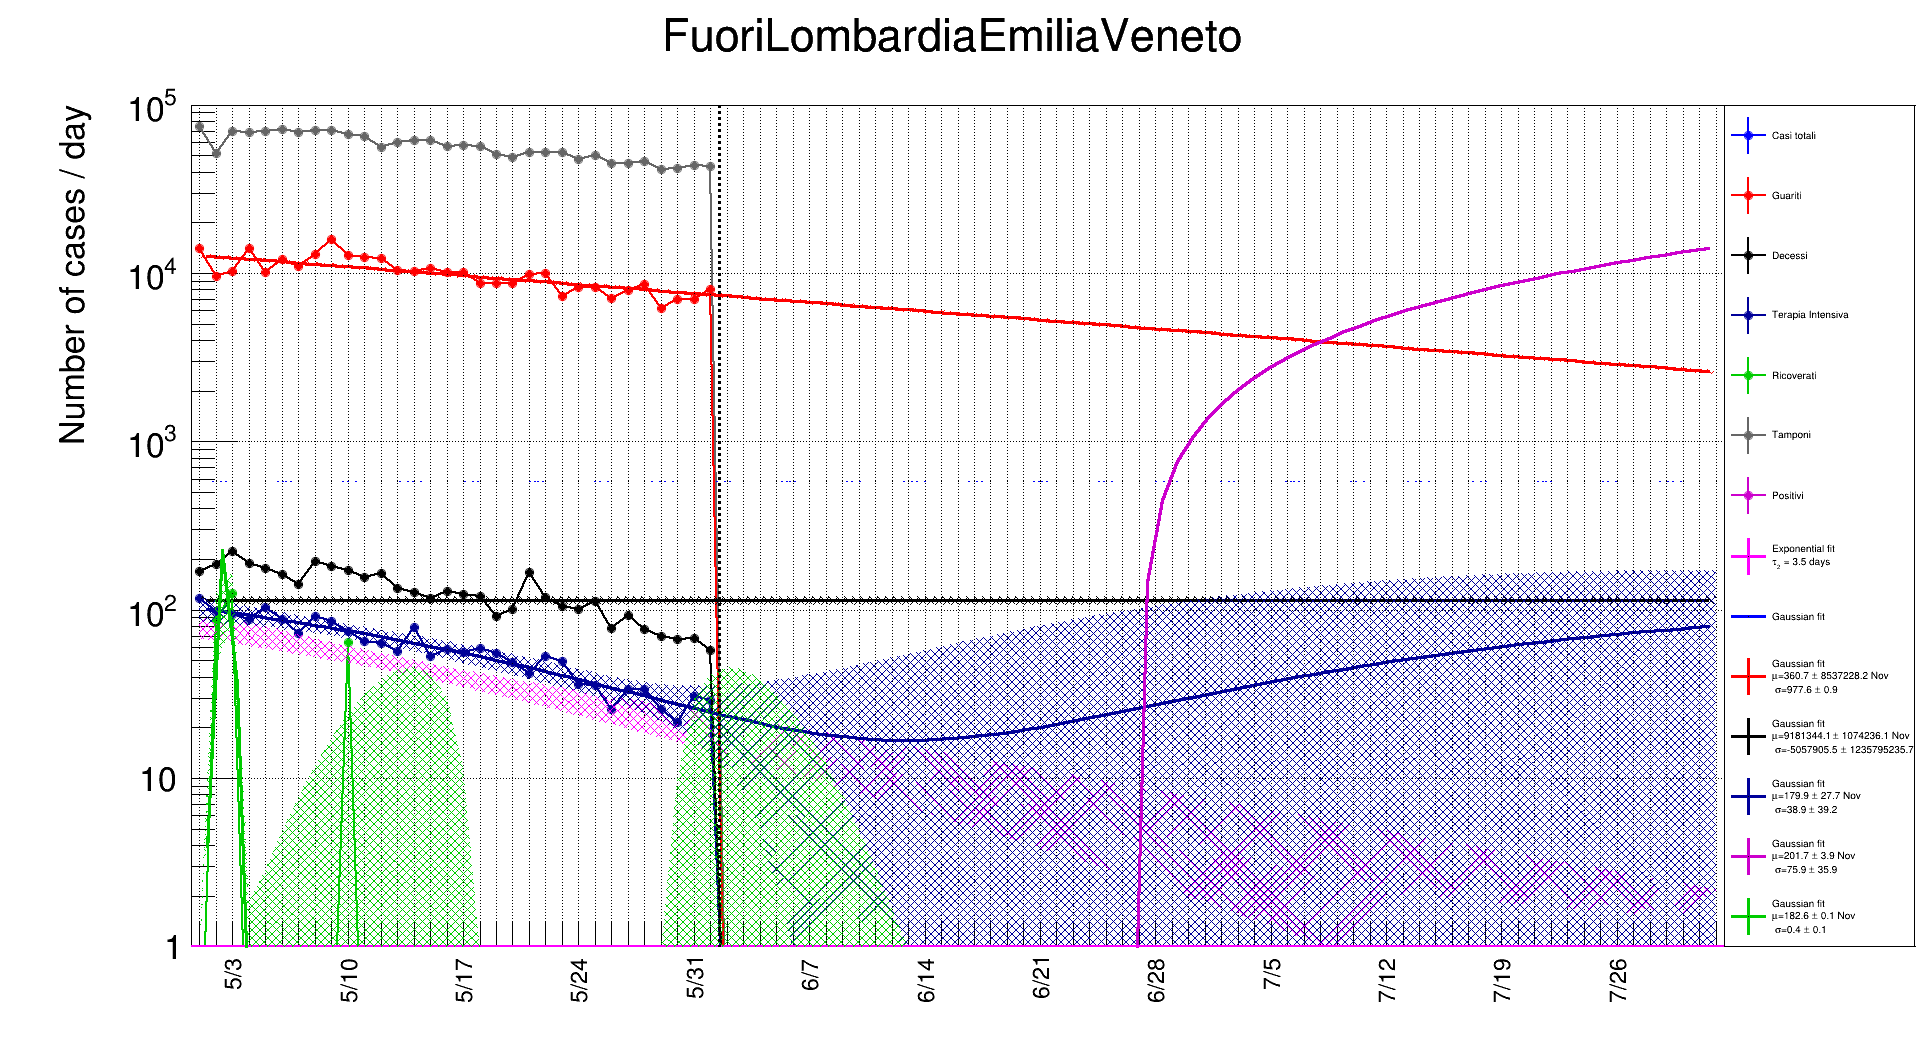 FuoriLombardiaEmiliaVeneto
Number of cases / day
10^5
10^4
10^3
10^2
10
1
5/3
5/10
5/17
5/24
5/31
6/7
6/14
6/21
6/28
7/5
7/12
7/19
7/26
Casi totali
Guariti
Decessi
Terapia Intensiva
Ricoverati
Tamponi
Positivi
Exponential fit
τ₂ = 3.5 days
Gaussian fit
Gaussian fit
μ=360.7 ± 8537228.2 Nov
σ=977.6 ± 0.9
Gaussian fit
μ=9181344.1 ± 1074236.1 Nov
σ=-5057905.5 ± 1235795235.7
Gaussian fit
μ=179.9 ± 27.7 Nov
σ=38.9 ± 39.2
Gaussian fit
μ=201.7 ± 3.9 Nov
σ=75.9 ± 35.9
Gaussian fit
μ=182.6 ± 0.1 Nov
σ=0.4 ± 0.1